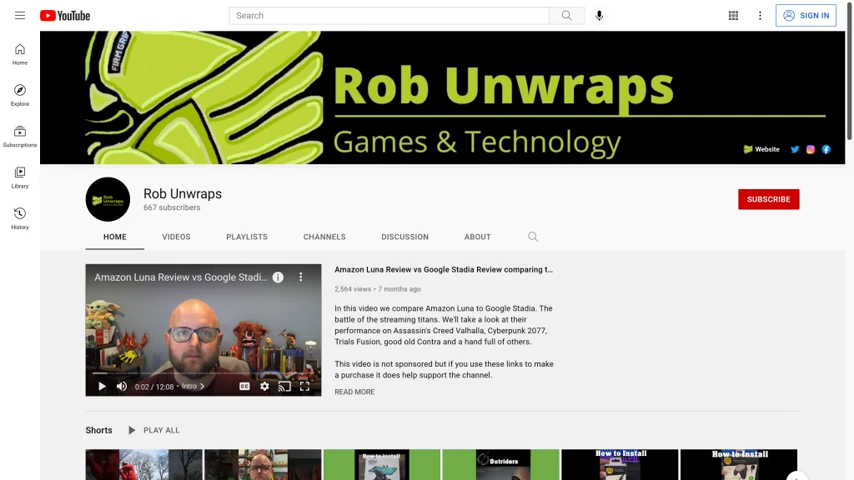 YouTube
Search
SIGN IN
Home
Explore
Subscriptions
Library
History
FIRM GRIP
Rob Unwraps
Games & Technology
Website
Rob Unwraps
667 subscribers
SUBSCRIBE
HOME
VIDEOS
PLAYLISTS
CHANNELS
DISCUSSION
ABOUT
Amazon Luna Review vs Google Stadi...
0:02 / 12:08 • Intro
CC
Amazon Luna Review vs Google Stadia Review comparing t...
2,564 views • 7 months ago
In this video we compare Amazon Luna to Google Stadia. The
battle of the streaming titans. We'll take a look at their
performance on Assassin's Creed Valhalla, Cyberpunk 2077,
Trials Fusion, good old Contra and a hand full of others.
This video is not sponsored but if you use these links to make
a purchase it does help support the channel.
READ MORE
Shorts
PLAY ALL
How to Install
Outriders
How to Install
How to Install